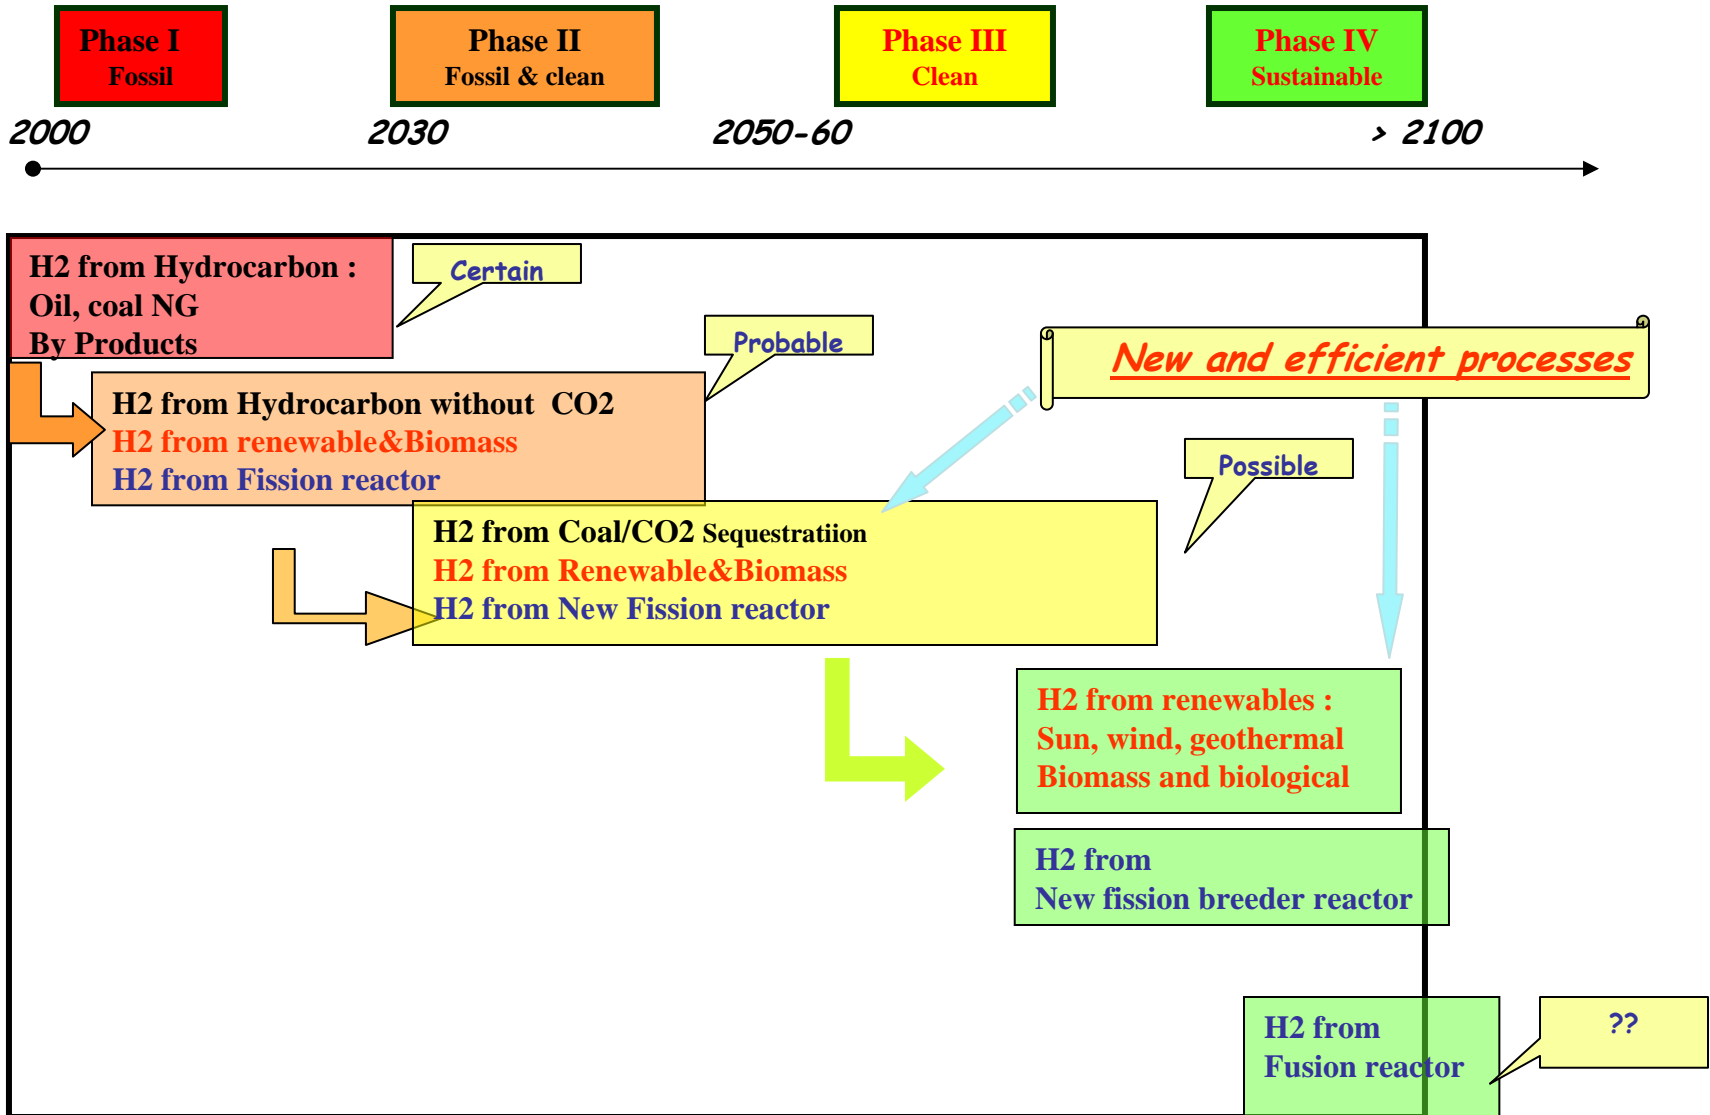 Phase I
Fossil
Phase II
Fossil & clean
Phase III
Clean
Phase IV
Sustainable
2000
2030
2050-60
> 2100
H2 from Hydrocarbon :
Oil, coal NG
By Products
Certain
Probable
New and efficient processes
H2 from Hydrocarbon without CO2
H2 from renewable&Biomass
H2 from Fission reactor
Possible
H2 from Coal/CO2 Sequestratiion
H2 from Renewable&Biomass
H2 from New Fission reactor
H2 from renewables :
Sun, wind, geothermal
Biomass and biological
H2 from
New fission breeder reactor
H2 from
Fusion reactor
??